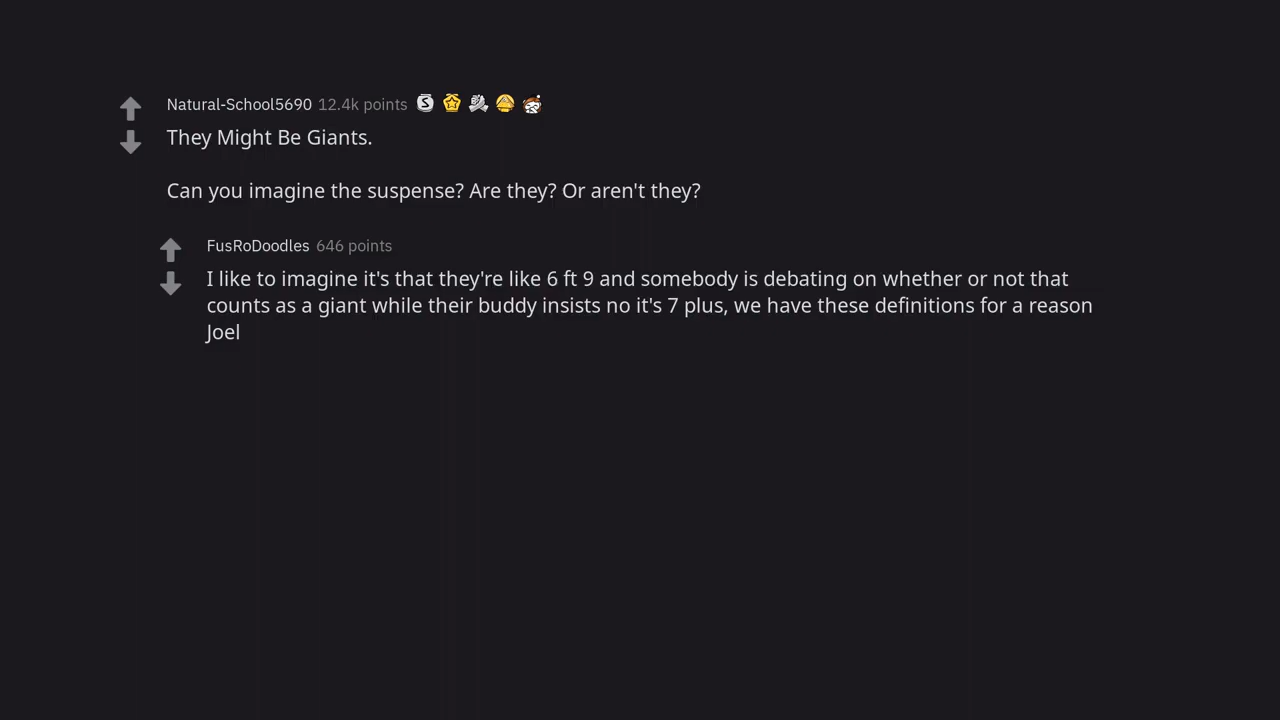 Natural-School5690 12.4k points
They Might Be Giants.
Can you imagine the suspense? Are they? Or aren't they?
FusRoDoodles 646 points
I like to imagine it's that they're like 6 ft 9 and somebody is debating on whether or not that
counts as a giant while their buddy insists no it's 7 plus, we have these definitions for a reason
Joel